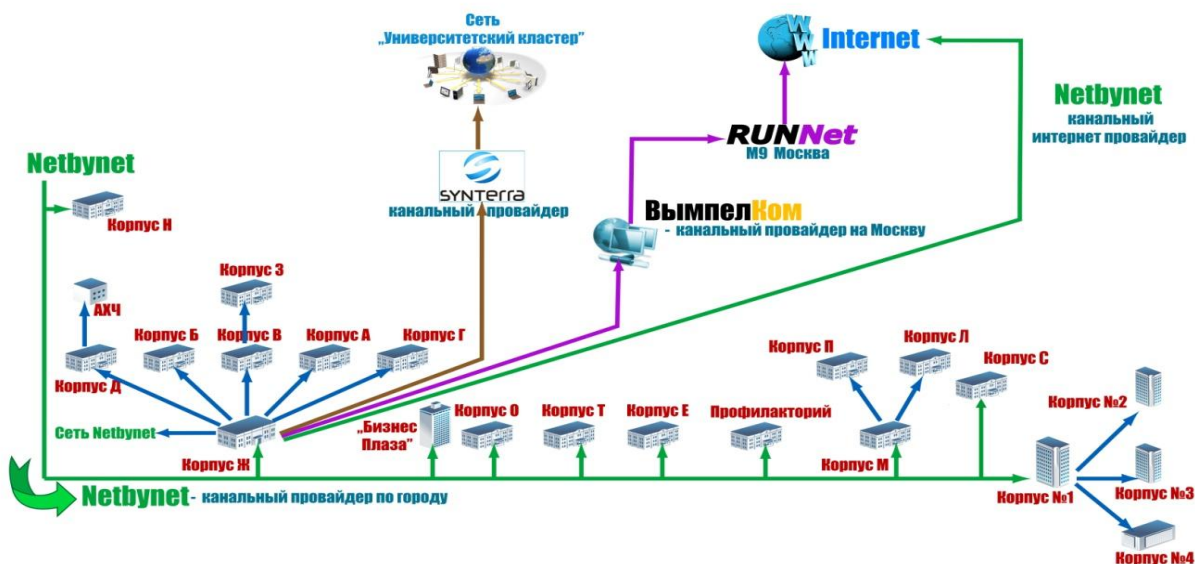 Сеть
„Университетский кластер”
WWW
Internet
Netbynet
канальный
интернет провайдер
RUNNet
М9 Москва
Netbynet
SYNTERRA
канальный провайдер
ВымпелКом
- канальный провайдер на Москву
Корпус Н
Корпус З
АХЧ
Корпус Б
Корпус В
Корпус А
Корпус Г
Корпус Д
Корпус П
Корпус Л
Корпус С
Корпус №2
Сеть Netbynet
Корпус Ж
„Бизнес
Плаза”
Корпус О
Корпус Т
Корпус Е
Профилакторий
Корпус М
Корпус №1
Корпус №3
Netbynet - канальный провайдер по городу
Корпус №4